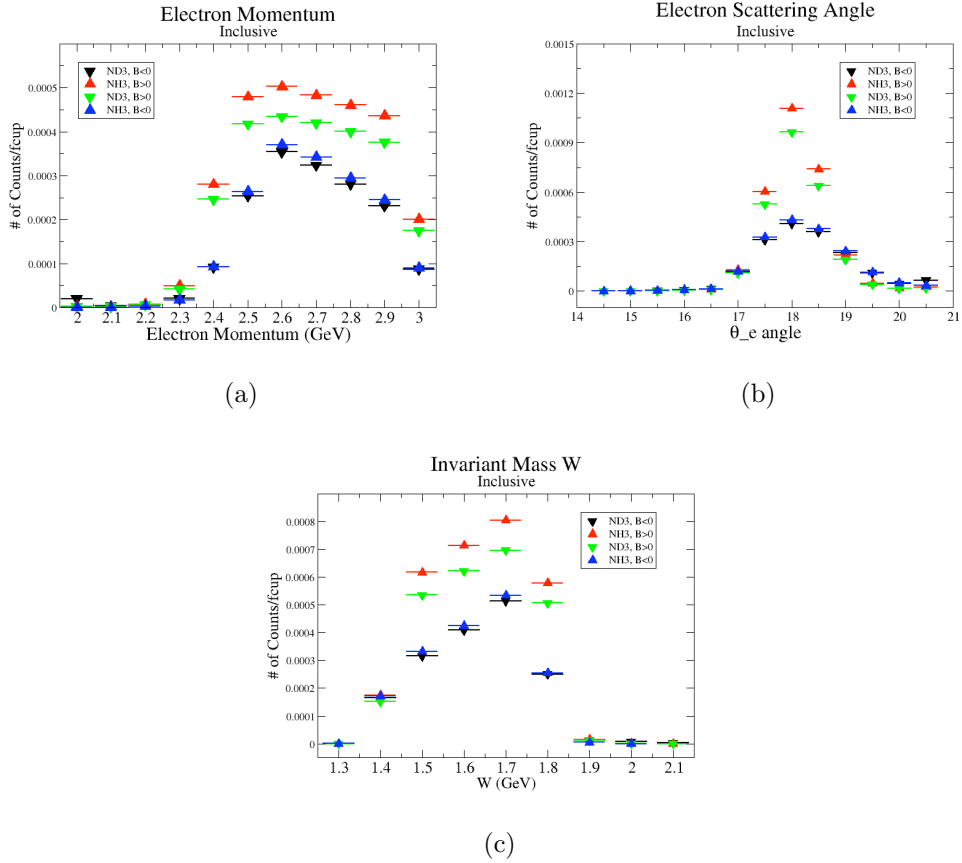 Electron Momentum
Inclusive
ND3, B<0
NH3, B>0
ND3, B>0
NH3, B<0
# of Counts/fcup
0.0005
0.0004
0.0003
0.0002
0.0001
0
2 2.1 2.2 2.3 2.4 2.5 2.6 2.7 2.8 2.9 3
Electron Momentum (GeV)
(a)
Electron Scattering Angle
Inclusive
ND3, B<0
NH3, B>0
ND3, B>0
NH3, B<0
# of Counts/fcup
0.0015
0.0012
0.0009
0.0006
0.0003
0
14 15 16 17 18 19 20 21
θ_e angle
(b)
Invariant Mass W
Inclusive
ND3, B<0
NH3, B>0
ND3, B>0
NH3, B<0
# of Counts/fcup
0.0008
0.0007
0.0006
0.0005
0.0004
0.0003
0.0002
0.0001
0
1.3 1.4 1.5 1.6 1.7 1.8 1.9 2 2.1
W (GeV)
(c)